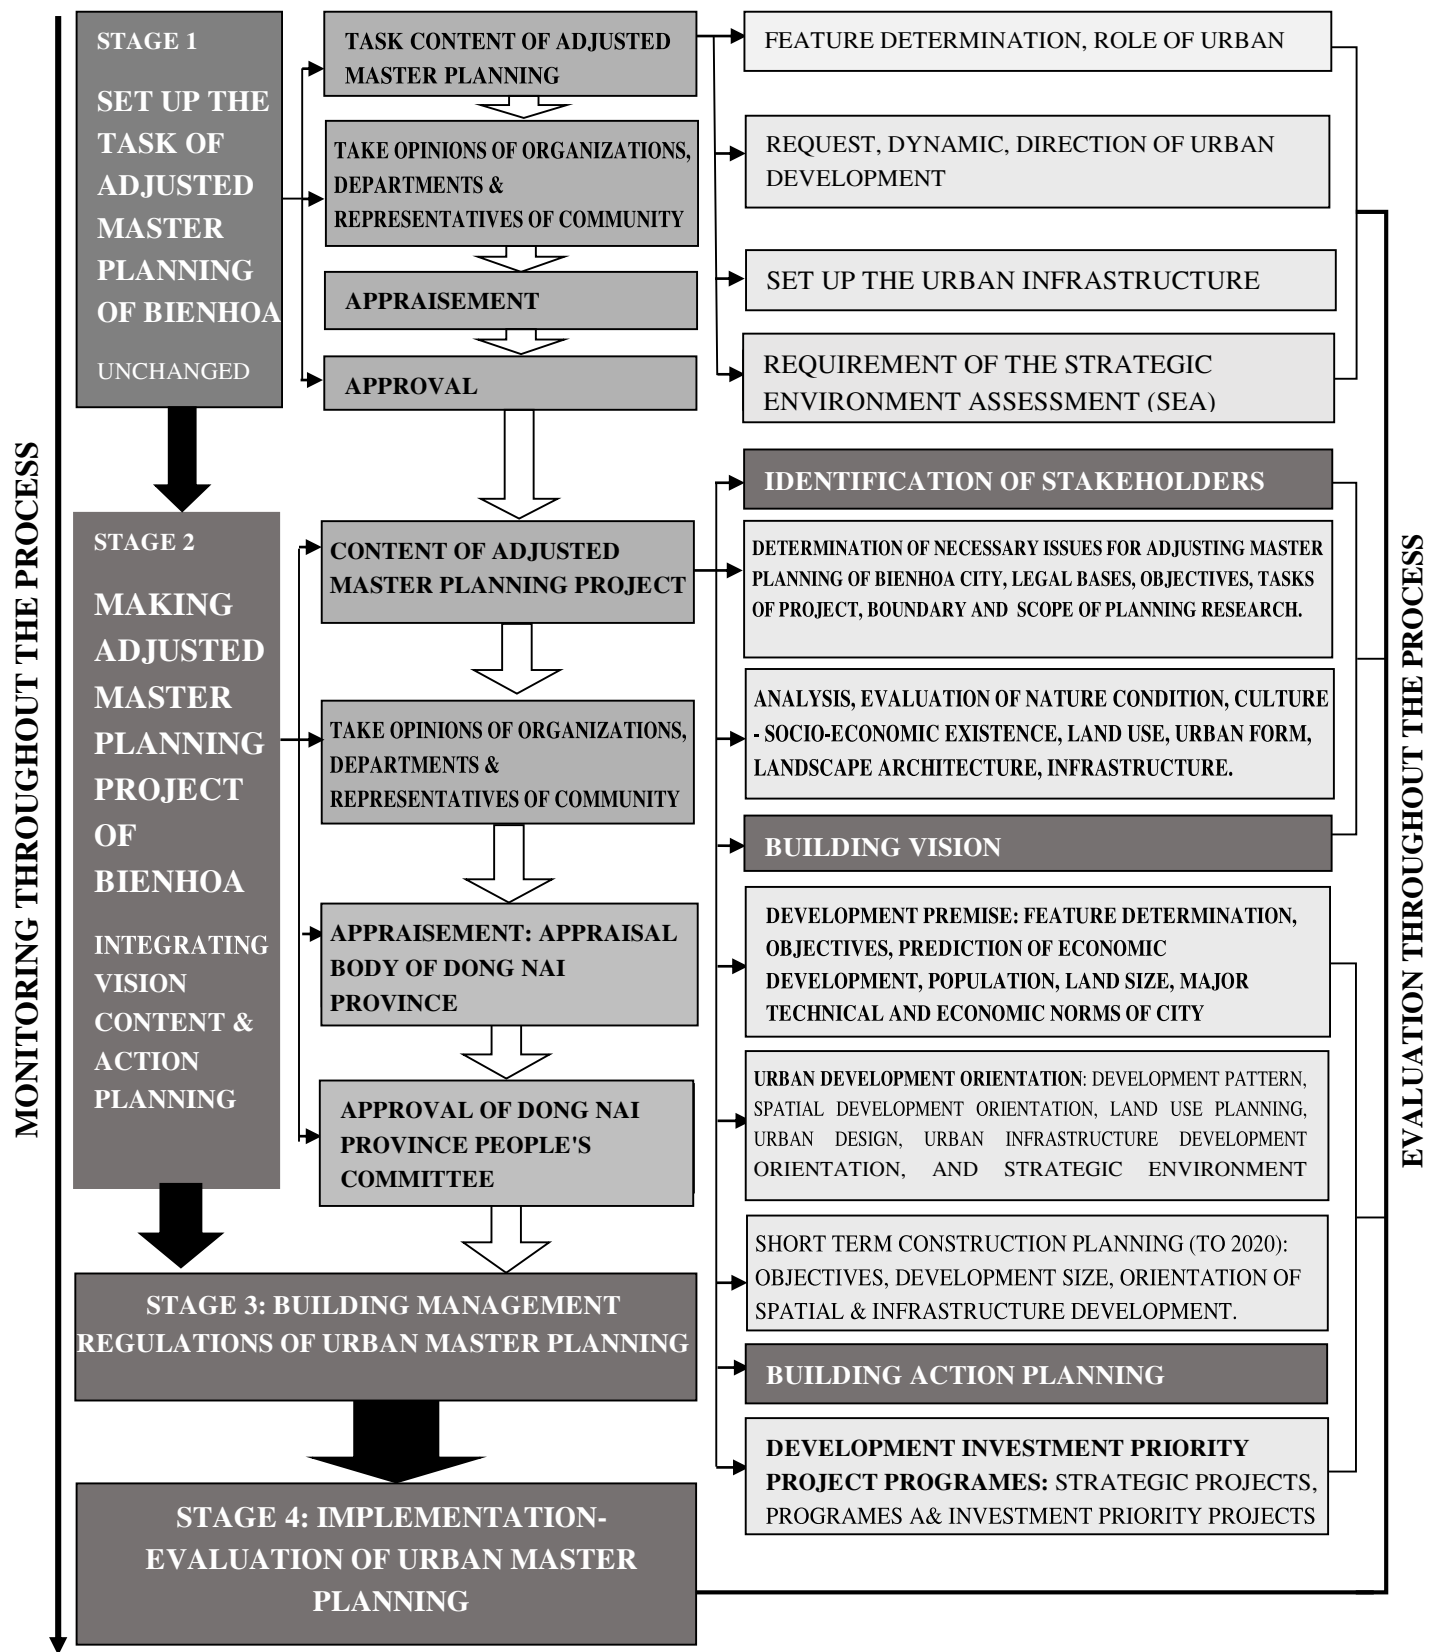 MONITORING THROUGHOUT THE PROCESS
STAGE 1
SET UP THE
TASK OF
ADJUSTED
MASTER
PLANNING
OF BIENHOA
UNCHANGED
TASK CONTENT OF ADJUSTED
MASTER PLANNING
TAKE OPINIONS OF ORGANIZATIONS,
DEPARTMENTS &
REPRESENTATIVES OF COMMUNITY
APPRAISEMENT
APPROVAL
FEATURE DETERMINATION, ROLE OF URBAN
REQUEST, DYNAMIC, DIRECTION OF URBAN
DEVELOPMENT
SET UP THE URBAN INFRASTRUCTURE
REQUIREMENT OF THE STRATEGIC
ENVIRONMENT ASSESSMENT (SEA)
STAGE 2
MAKING
ADJUSTED
MASTER
PLANNING
PROJECT
OF
BIENHOA
INTEGRATING
VISION
CONTENT &
ACTION
PLANNING
CONTENT OF ADJUSTED
MASTER PLANNING PROJECT
TAKE OPINIONS OF ORGANIZATIONS,
DEPARTMENTS &
REPRESENTATIVES OF COMMUNITY
APPRAISEMENT: APPRAISAL
BODY OF DONG NAI
PROVINCE
APPROVAL OF DONG NAI
PROVINCE PEOPLE'S
COMMITTEE
IDENTIFICATION OF STAKEHOLDERS
DETERMINATION OF NECESSARY ISSUES FOR ADJUSTING MASTER
PLANNING OF BIENHOA CITY, LEGAL BASES, OBJECTIVES, TASKS
OF PROJECT, BOUNDARY AND SCOPE OF PLANNING RESEARCH.
ANALYSIS, EVALUATION OF NATURE CONDITION, CULTURE
- SOCIO-ECONOMIC EXISTENCE, LAND USE, URBAN FORM,
LANDSCAPE ARCHITECTURE, INFRASTRUCTURE.
BUILDING VISION
DEVELOPMENT PREMISE: FEATURE DETERMINATION,
OBJECTIVES, PREDICTION OF ECONOMIC
DEVELOPMENT, POPULATION, LAND SIZE, MAJOR
TECHNICAL AND ECONOMIC NORMS OF CITY
URBAN DEVELOPMENT ORIENTATION: DEVELOPMENT PATTERN,
SPATIAL DEVELOPMENT ORIENTATION, LAND USE PLANNING,
URBAN DESIGN, URBAN INFRASTRUCTURE DEVELOPMENT
ORIENTATION, AND STRATEGIC ENVIRONMENT
SHORT TERM CONSTRUCTION PLANNING (TO 2020):
OBJECTIVES, DEVELOPMENT SIZE, ORIENTATION OF
SPATIAL & INFRASTRUCTURE DEVELOPMENT.
BUILDING ACTION PLANNING
DEVELOPMENT INVESTMENT PRIORITY
PROJECT PROGRAMES: STRATEGIC PROJECTS,
PROGRAMES A& INVESTMENT PRIORITY PROJECTS
STAGE 3: BUILDING MANAGEMENT
REGULATIONS OF URBAN MASTER PLANNING
STAGE 4: IMPLEMENTATION-
EVALUATION OF URBAN MASTER
PLANNING
EVALUATION THROUGHOUT THE PROCESS